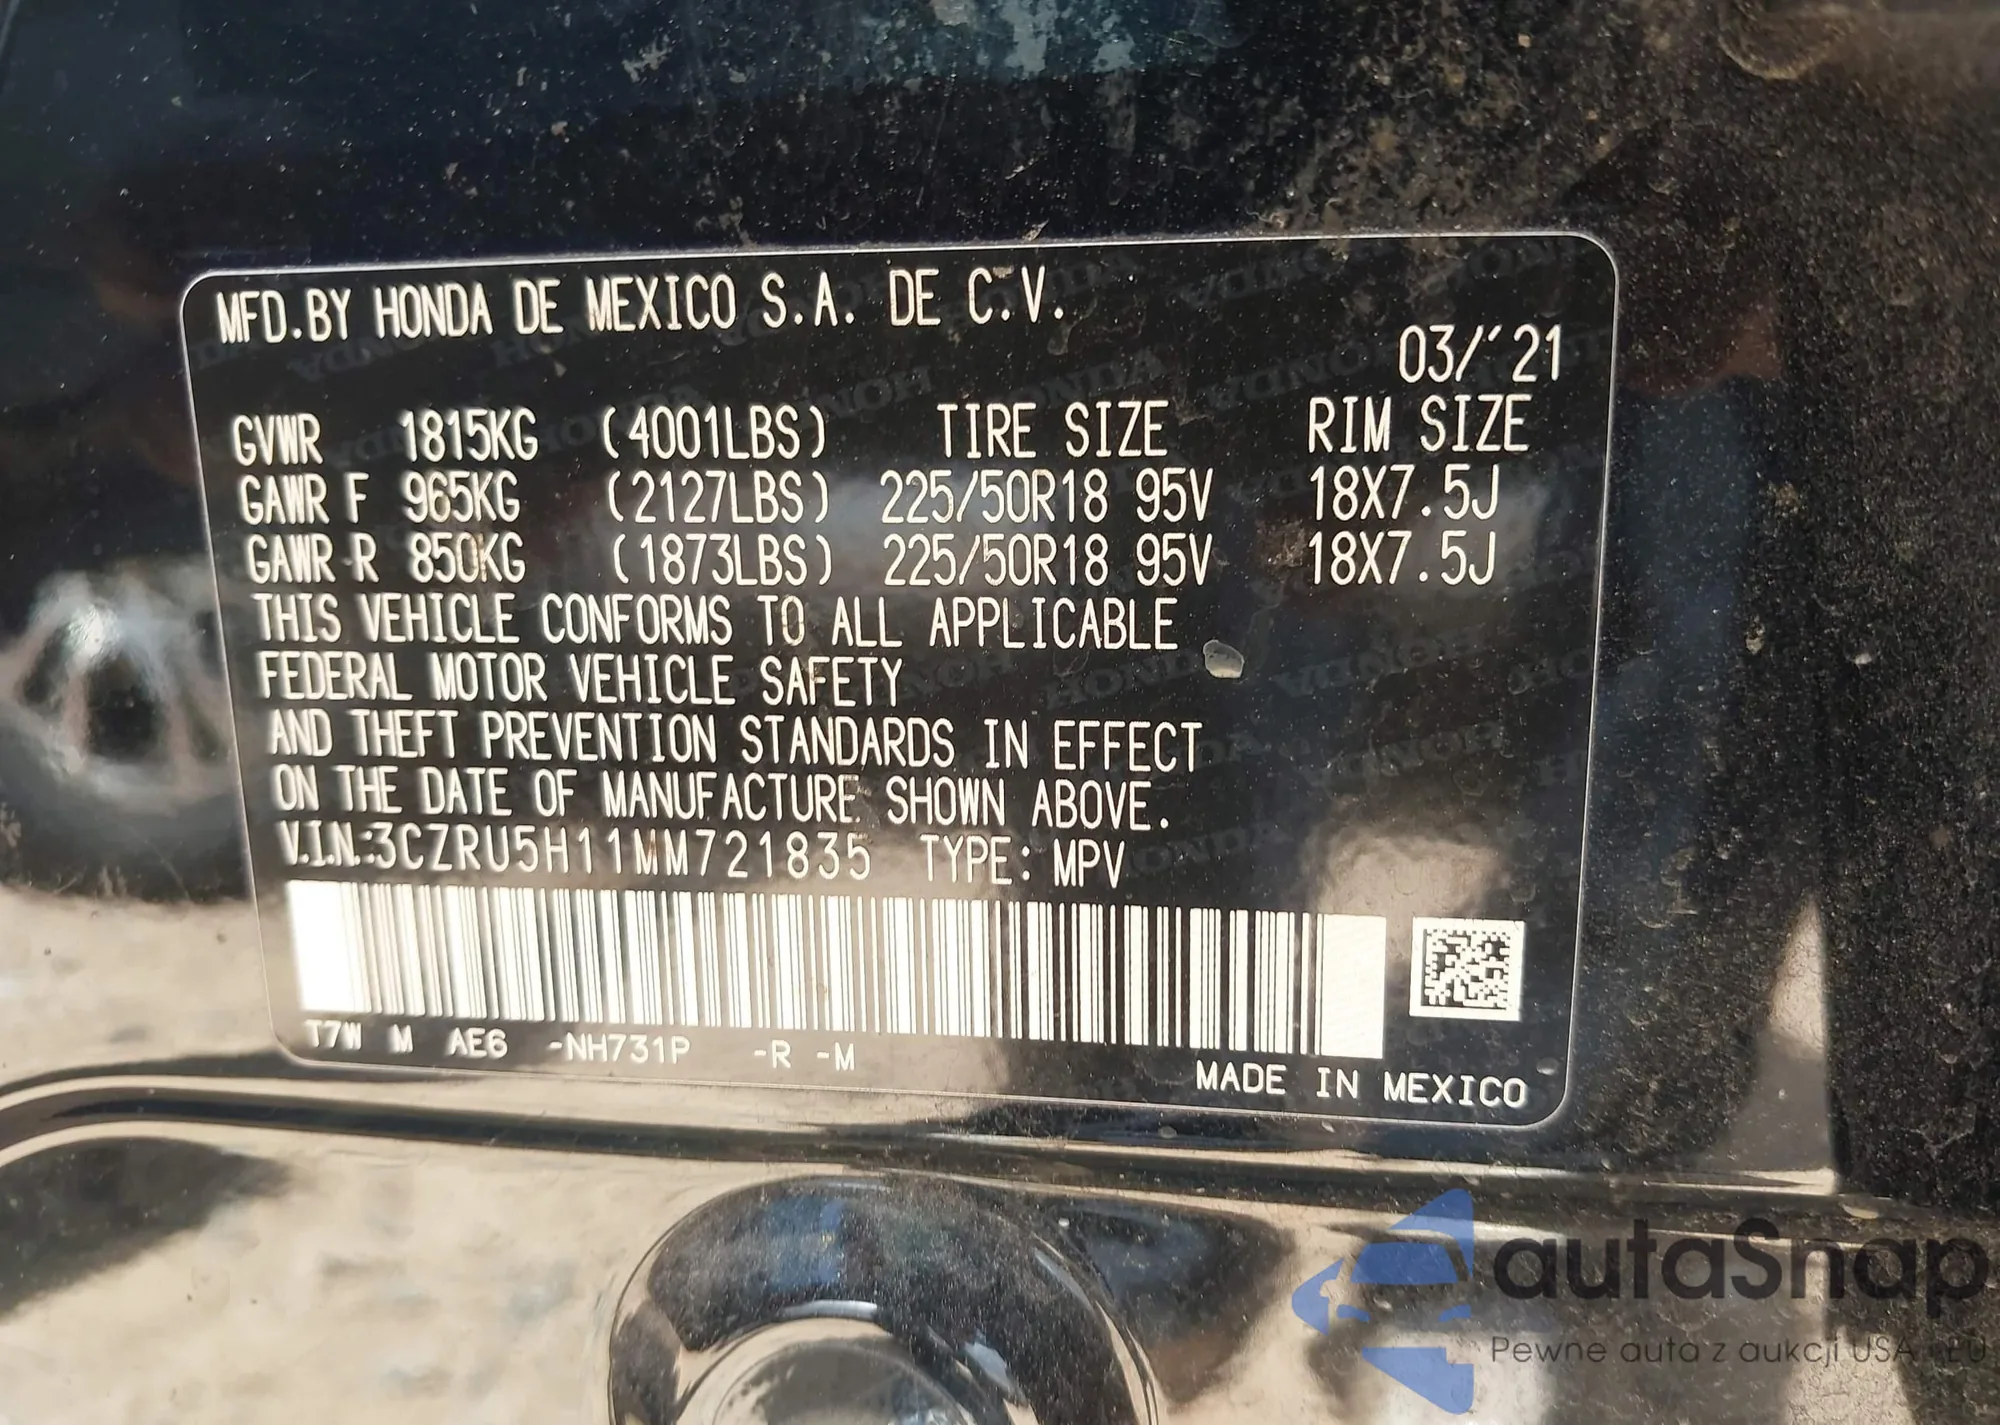 MFD.BY HONDA DE MEXICO S.A. DE C.V.
03/'21
GVWR 1815KG (4001LBS) TIRE SIZE RIM SIZE
GAWR F 965KG (2127LBS) 225/50R18 95V 18X7.5J
GAWR R 850KG (1873LBS) 225/50R18 95V 18X7.5J
THIS VEHICLE CONFORMS TO ALL APPLICABLE
FEDERAL MOTOR VEHICLE SAFETY
AND THEFT PREVENTION STANDARDS IN EFFECT
ON THE DATE OF MANUFACTURE SHOWN ABOVE.
V.I.N.:3CZRU5H11MM721835 TYPE: MPV
T7W M AE6 -NH731P -R -M
MADE IN MEXICO
autaSnap
Pewne auta z aukcji USA i EU